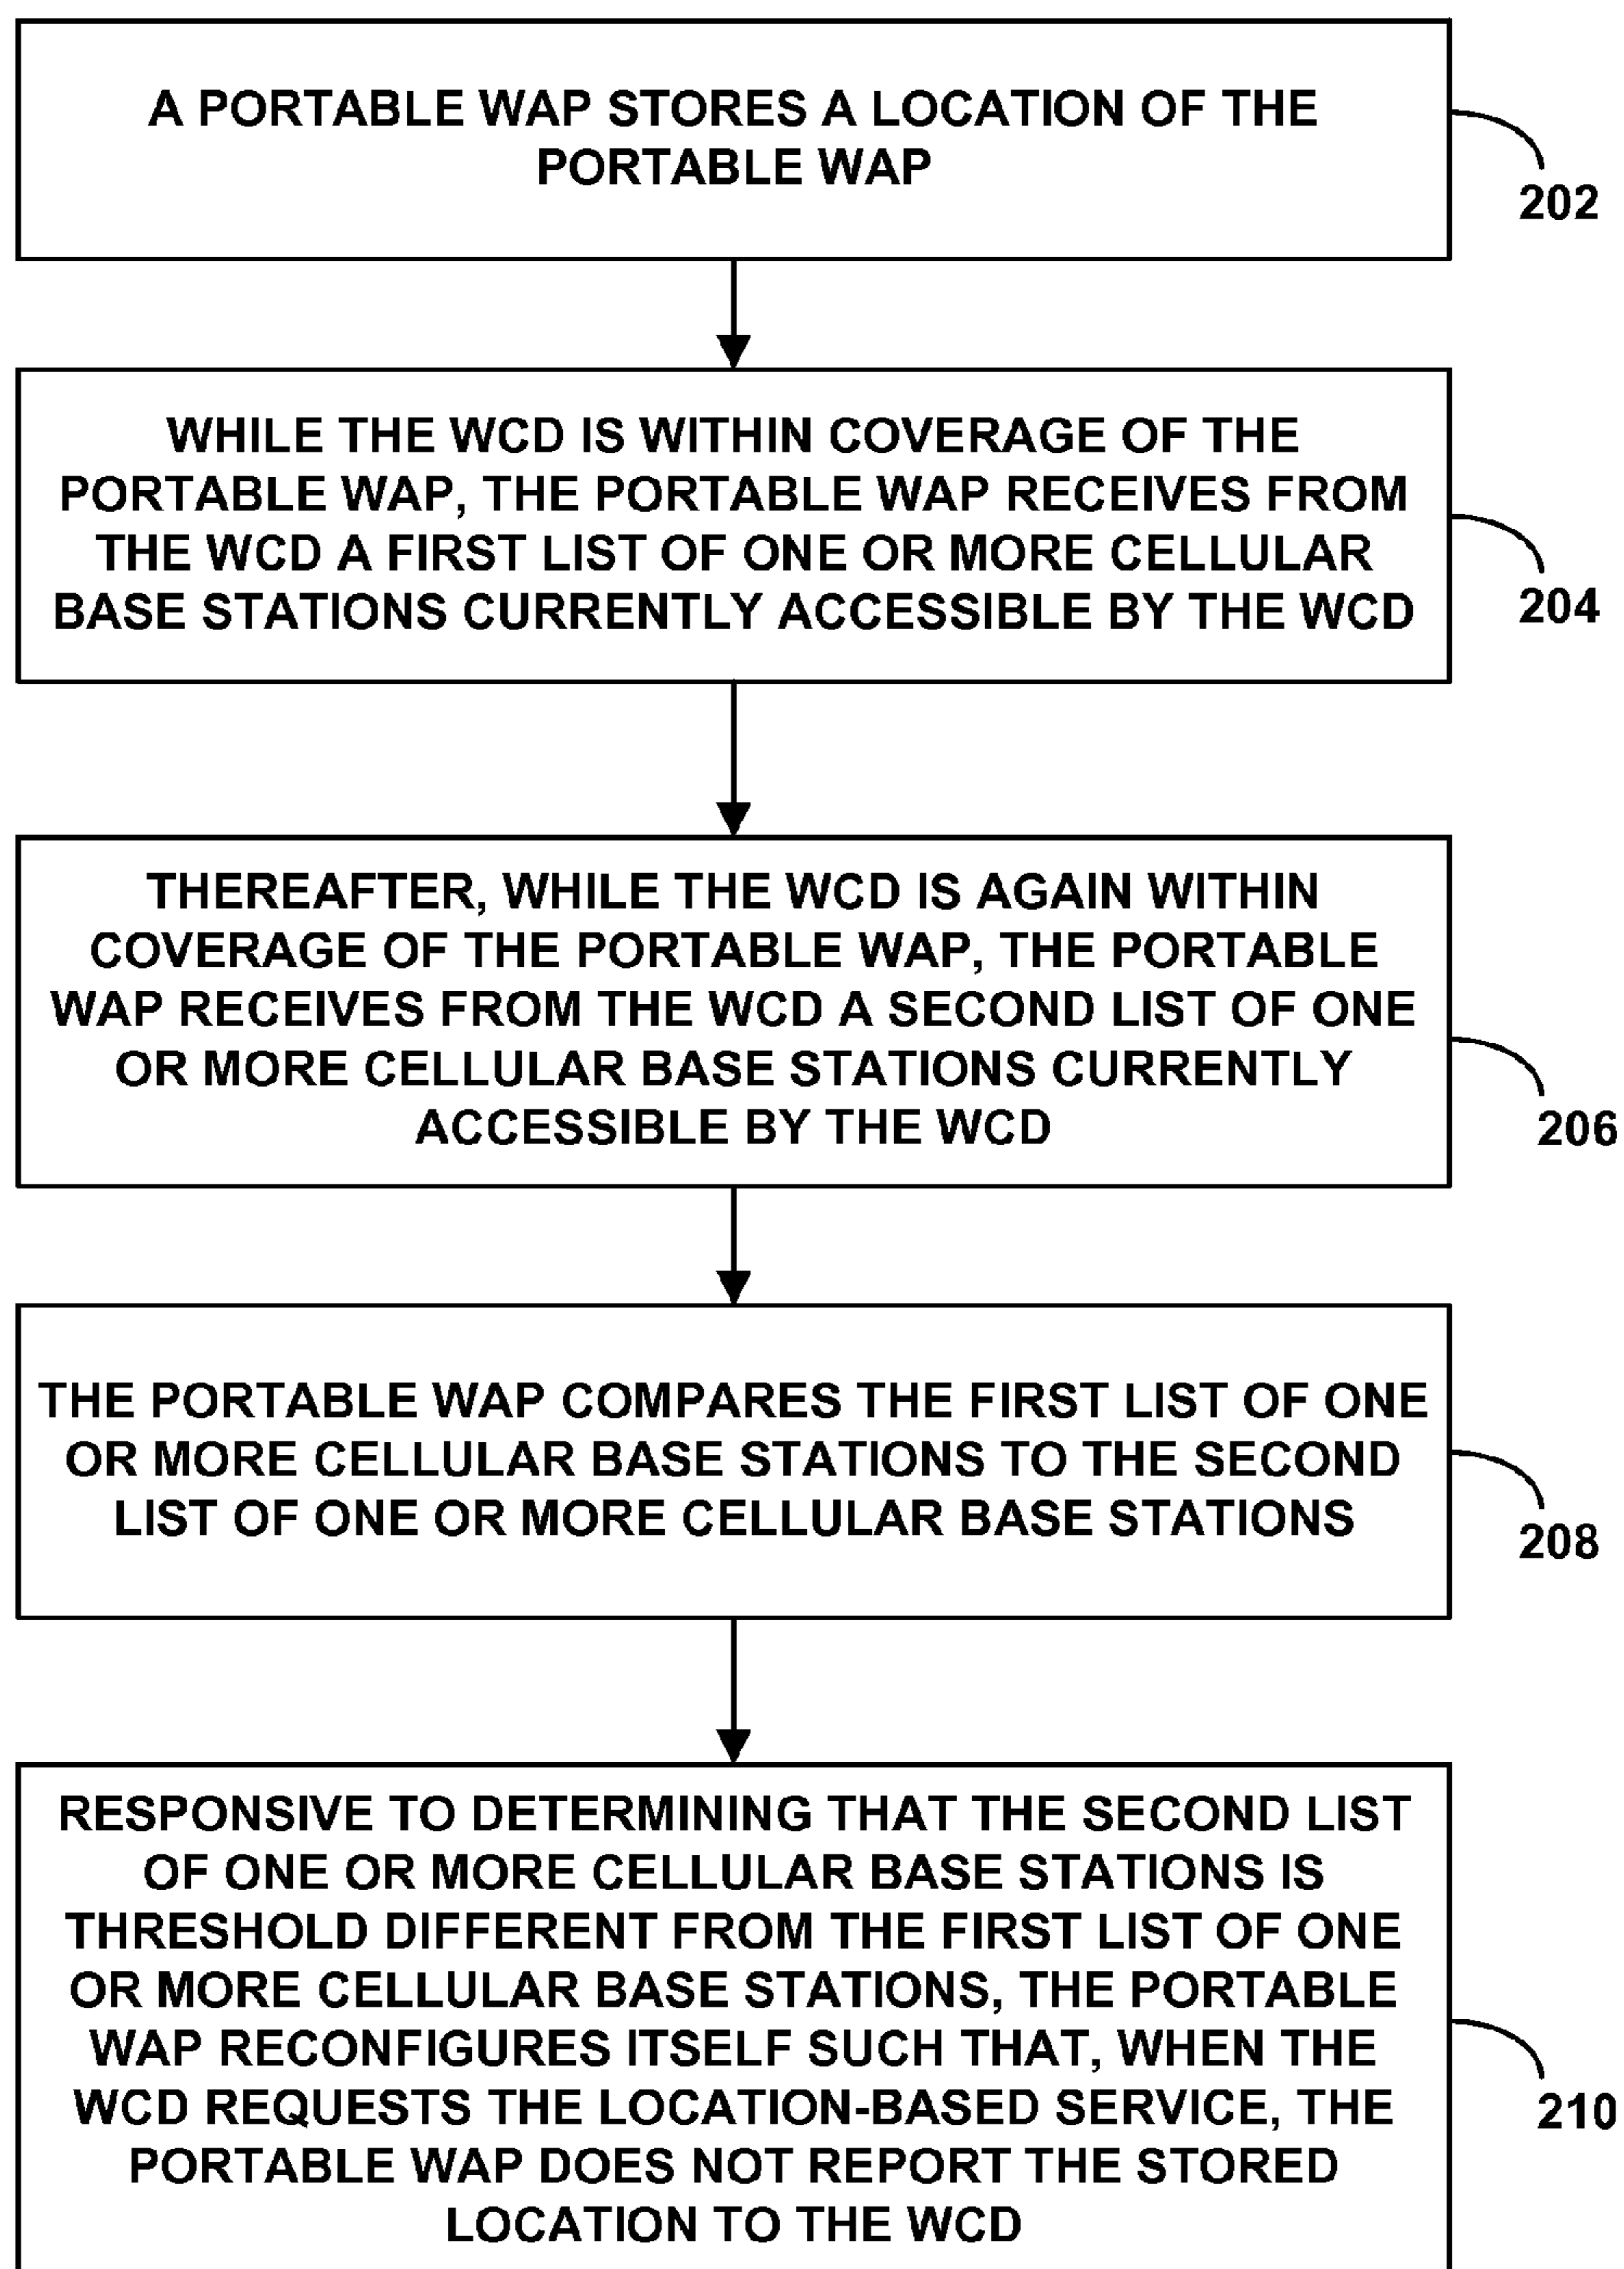 A PORTABLE WAP STORES A LOCATION OF THE
PORTABLE WAP
202
WHILE THE WCD IS WITHIN COVERAGE OF THE
PORTABLE WAP, THE PORTABLE WAP RECEIVES FROM
THE WCD A FIRST LIST OF ONE OR MORE CELLULAR
BASE STATIONS CURRENTLY ACCESSIBLE BY THE WCD
204
THEREAFTER, WHILE THE WCD IS AGAIN WITHIN
COVERAGE OF THE PORTABLE WAP, THE PORTABLE
WAP RECEIVES FROM THE WCD A SECOND LIST OF ONE
OR MORE CELLULAR BASE STATIONS CURRENTLY
ACCESSIBLE BY THE WCD
206
THE PORTABLE WAP COMPARES THE FIRST LIST OF ONE
OR MORE CELLULAR BASE STATIONS TO THE SECOND
LIST OF ONE OR MORE CELLULAR BASE STATIONS
208
RESPONSIVE TO DETERMINING THAT THE SECOND LIST
OF ONE OR MORE CELLULAR BASE STATIONS IS
THRESHOLD DIFFERENT FROM THE FIRST LIST OF ONE
OR MORE CELLULAR BASE STATIONS, THE PORTABLE
WAP RECONFIGURES ITSELF SUCH THAT, WHEN THE
WCD REQUESTS THE LOCATION-BASED SERVICE, THE
PORTABLE WAP DOES NOT REPORT THE STORED
LOCATION TO THE WCD
210